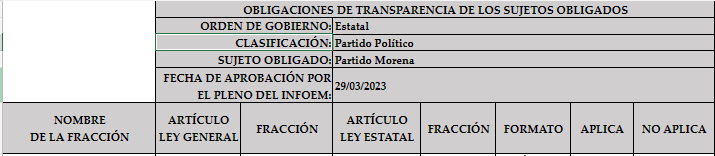 OBLIGACIONES DE TRANSPARENCIA DE LOS SUJETOS OBLIGADOS
ORDEN DE GOBIERNO: Estatal
CLASIFICACIÓN: Partido Político
SUJETO OBLIGADO: Partido Morena
FECHA DE APROBACIÓN POR
EL PLENO DEL INFOEM: 29/03/2023
NOMBRE
DE LA FRACCIÓN
ARTÍCULO
LEY GENERAL
FRACCIÓN
ARTÍCULO
LEY ESTATAL
FRACCIÓN
FORMATO
APLICA
NO APLICA